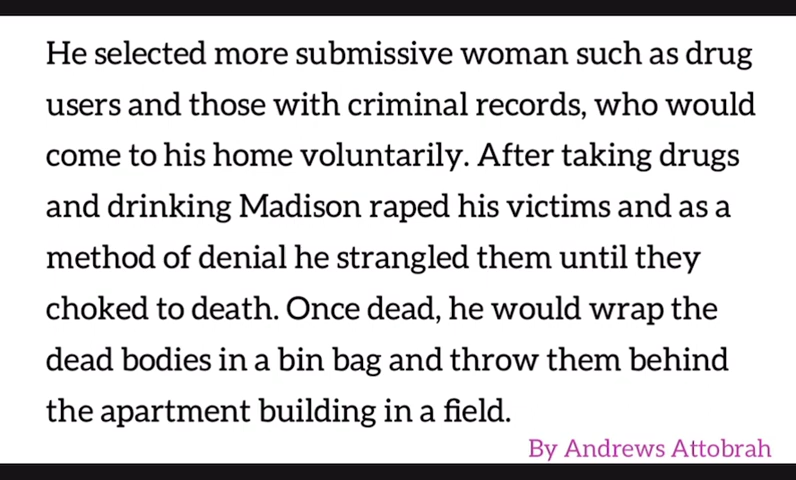 He selected more submissive woman such as drug
users and those with criminal records, who would
come to his home voluntarily. After taking drugs
and drinking Madison raped his victims and as a
method of denial he strangled them until they
choked to death. Once dead, he would wrap the
dead bodies in a bin bag and throw them behind
the apartment building in a field.
By Andrews Attobrah